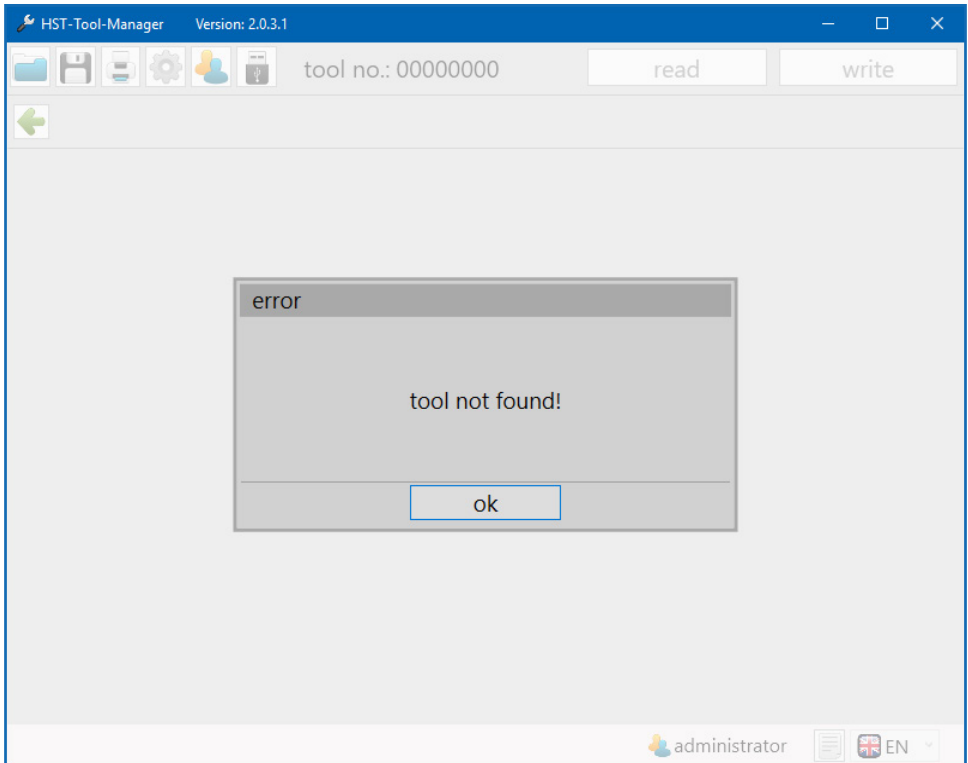 HST-Tool-Manager Version: 2.0.3.1
tool no.: 00000000 read write
error
tool not found!
ok
administrator EN